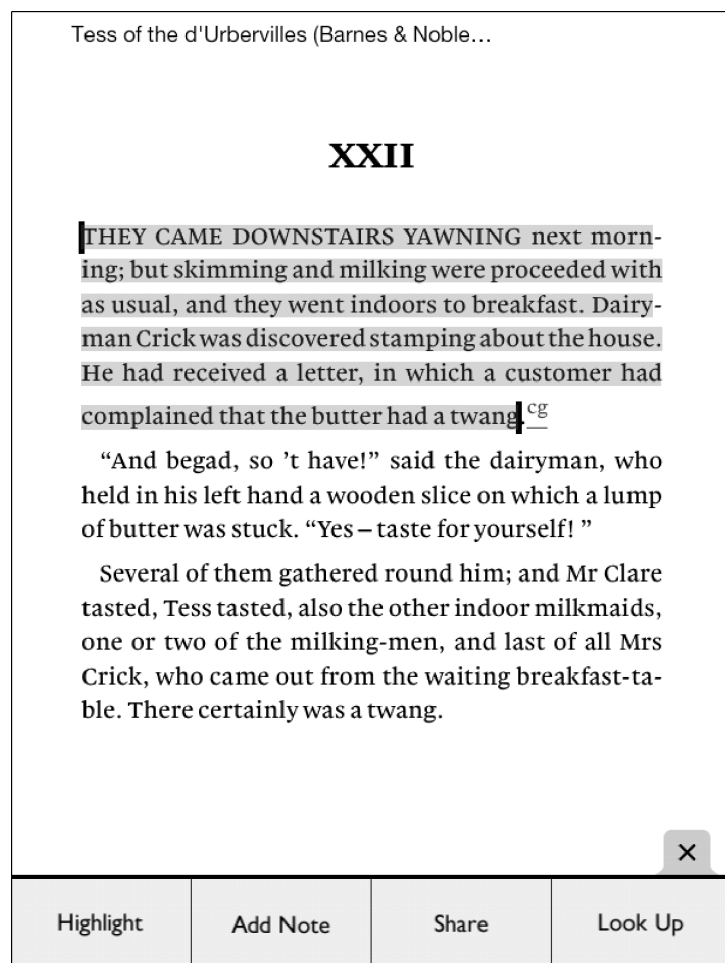 Tess of the d'Urbervilles (Barnes & Noble...
XXII
THEY CAME DOWNSTAIRS YAWNING next morn-
ing; but skimming and milking were proceeded with
as usual, and they went indoors to breakfast. Dairy-
man Crick was discovered stamping about the house.
He had received a letter, in which a customer had
complained that the butter had a twang.cg
“And begad, so ’t have!” said the dairyman, who
held in his left hand a wooden slice on which a lump
of butter was stuck. “Yes – taste for yourself! ”
Several of them gathered round him; and Mr Clare
tasted, Tess tasted, also the other indoor milkmaids,
one or two of the milking-men, and last of all Mrs
Crick, who came out from the waiting breakfast-ta-
ble. There certainly was a twang.
Highlight Add Note Share Look Up